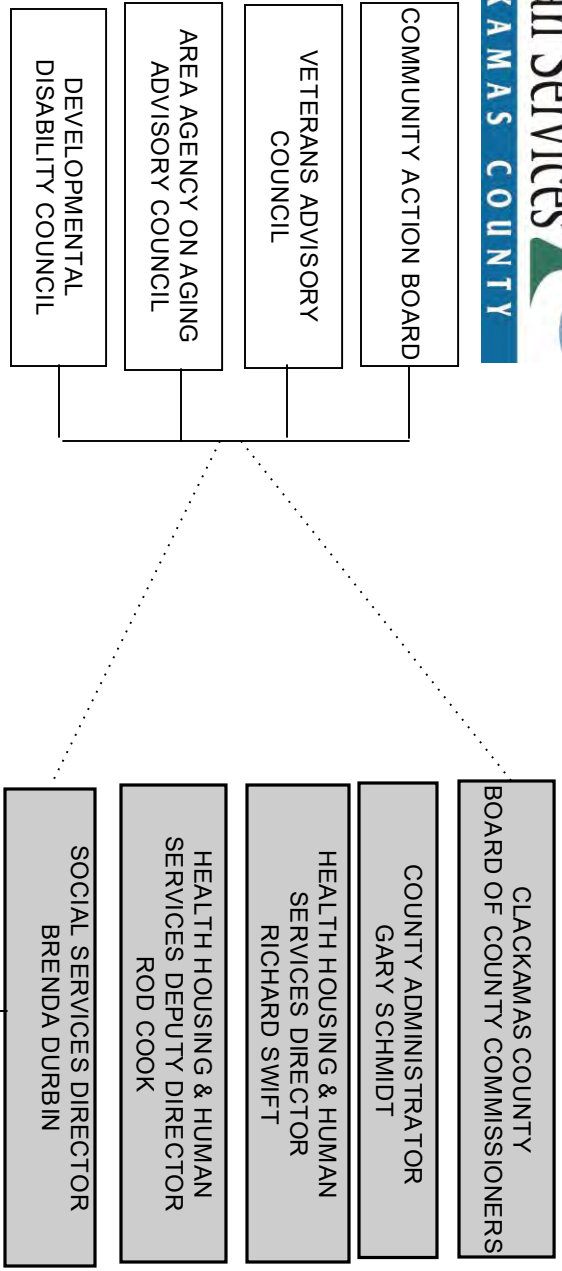 an Services
KAMAS COUNTY
COMMUNITY ACTION BOARD
VETERANS ADVISORY
COUNCIL
AREA AGENCY ON AGING
ADVISORY COUNCIL
DEVELOPMENTAL
DISABILITY COUNCIL
CLACKAMAS COUNTY
BOARD OF COUNTY COMMISSIONERS
COUNTY ADMINISTRATOR
GARY SCHMIDT
HEALTH HOUSING & HUMAN
SERVICES DIRECTOR
RICHARD SWIFT
HEALTH HOUSING & HUMAN
SERVICES DEPUTY DIRECTOR
ROD COOK
SOCIAL SERVICES DIRECTOR
BRENDA DURBIN